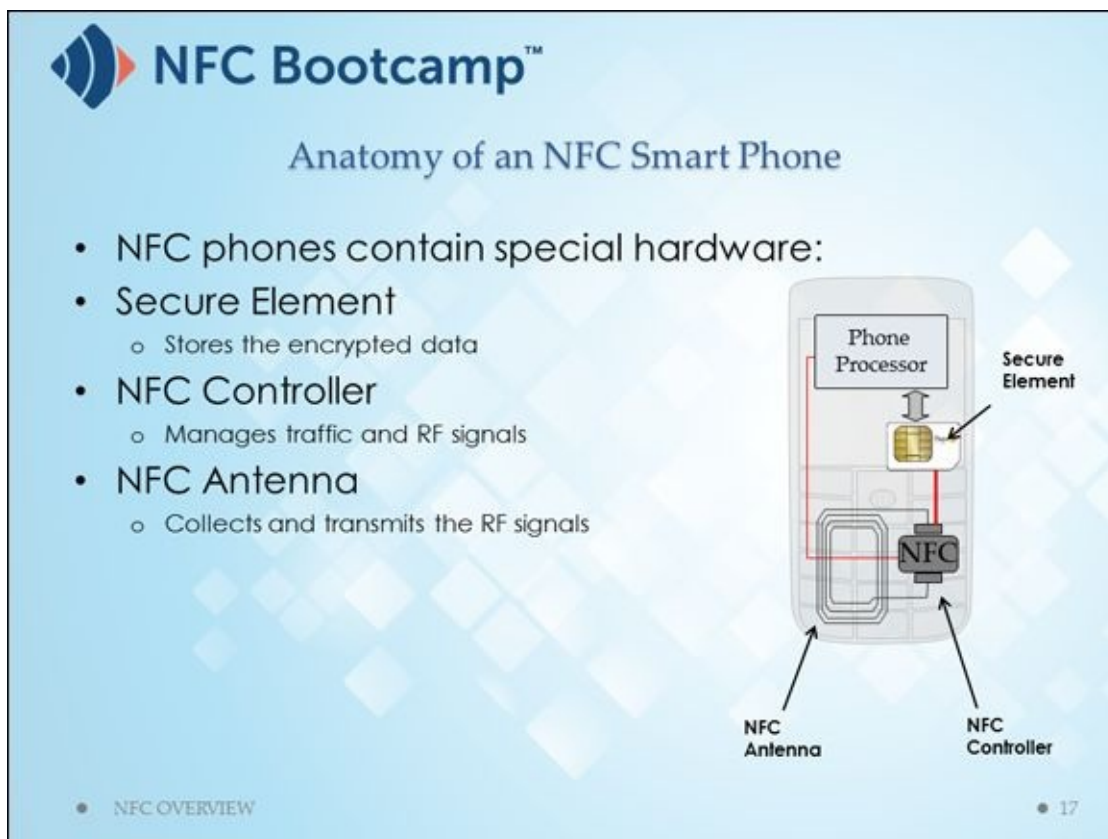 NFC Bootcamp™
Anatomy of an NFC Smart Phone
• NFC phones contain special hardware:
• Secure Element
o Stores the encrypted data
• NFC Controller
o Manages traffic and RF signals
• NFC Antenna
o Collects and transmits the RF signals
Phone
Processor
Secure
Element
NFC
NFC
Antenna
NFC
Controller
• NFC OVERVIEW
• 17